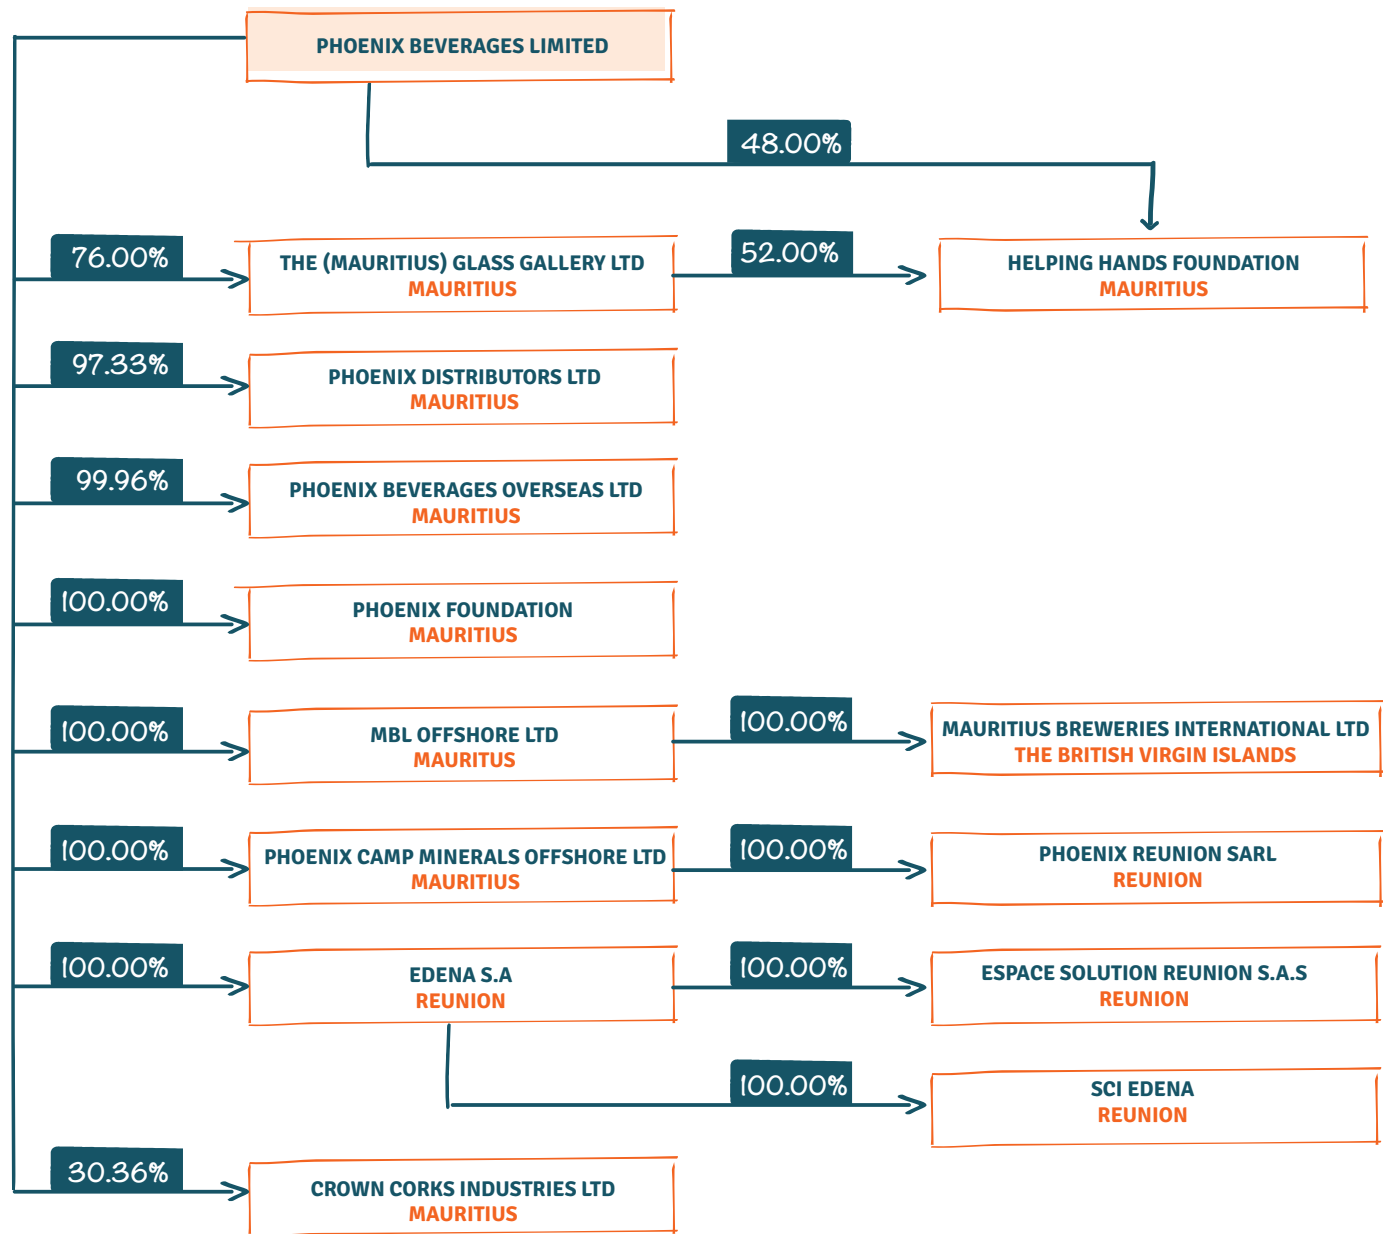 PHOENIX BEVERAGES LIMITED
48.00%
76.00%
THE (MAURITIUS) GLASS GALLERY LTD
MAURITIUS
52.00%
HELPING HANDS FOUNDATION
MAURITIUS
97.33%
PHOENIX DISTRIBUTORS LTD
MAURITIUS
99.96%
PHOENIX BEVERAGES OVERSEAS LTD
MAURITIUS
100.00%
PHOENIX FOUNDATION
MAURITIUS
100.00%
MBL OFFSHORE LTD
MAURITUS
100.00%
MAURITIUS BREWERIES INTERNATIONAL LTD
THE BRITISH VIRGIN ISLANDS
100.00%
PHOENIX CAMP MINERALS OFFSHORE LTD
MAURITIUS
100.00%
PHOENIX REUNION SARL
REUNION
100.00%
EDENA S.A
REUNION
100.00%
ESPACE SOLUTION REUNION S.A.S
REUNION
100.00%
SCI EDENA
REUNION
30.36%
CROWN CORKS INDUSTRIES LTD
MAURITIUS